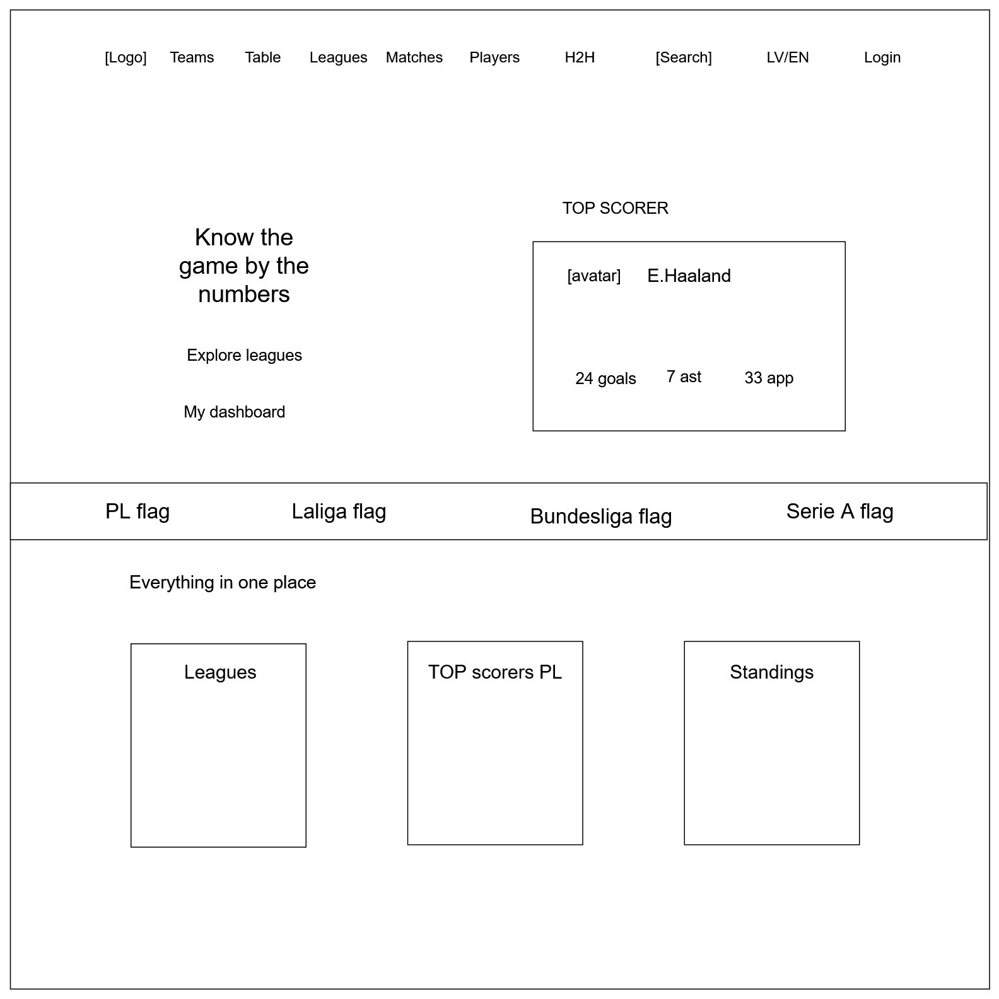 [Logo] Teams Table Leagues Matches Players H2H [Search] LV/EN Login
TOP SCORER
Know the
game by the
numbers
[avatar] E.Haaland
Explore leagues
24 goals 7 ast 33 app
My dashboard
PL flag Laliga flag Bundesliga flag Serie A flag
Everything in one place
Leagues TOP scorers PL Standings